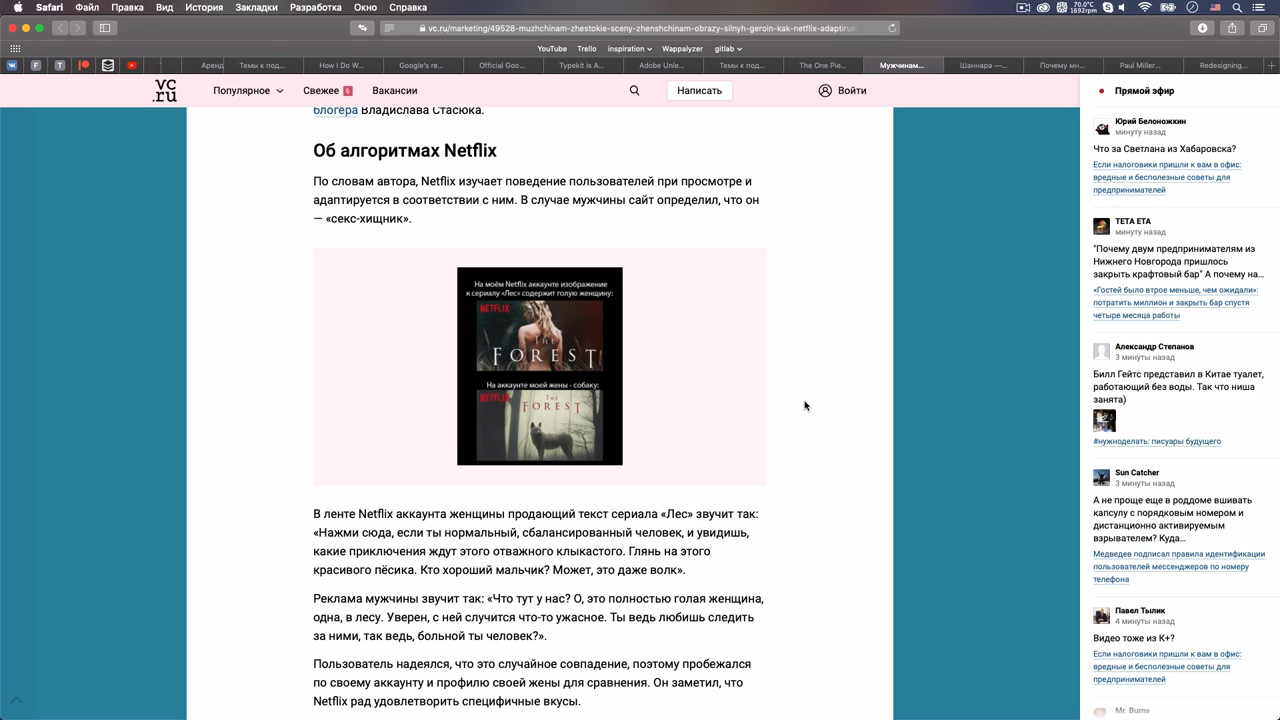 Safari Файл Правка Вид История Закладки Разработка Окно Справка
70.0°C
1692rpm
vc.ru/marketing/49528-muzhchinam-zhestokie-sceny-zhenshchinam-obrazy-silnyh-geroin-kak-netflix-adaptirue
YouTube Trello inspiration Wappalyzer gitlab
Аренд Темы к под... How I Do W... Google's re... Official Goo... Typekit is A... Adobe Unle... Темы к под... The One Pie... Мужчинам... Шаннара —... Почему мн... Paul Miller... Redesigning...
vc.ru
Популярное Свежее 6 Вакансии
Написать
Войти
Прямой эфир
блогера Владислава Стасюка.
Об алгоритмах Netflix
По словам автора, Netflix изучает поведение пользователей при просмотре и
адаптируется в соответствии с ним. В случае мужчины сайт определил, что он
— «секс-хищник».
На моём Netflix аккаунте изображение
к сериалу «Лес» содержит голую женщину:
NETFLIX
THE
FOREST
На аккаунте моей жены - собаку:
NETFLIX
THE
FOREST
В ленте Netflix аккаунта женщины продающий текст сериала «Лес» звучит так:
«Нажми сюда, если ты нормальный, сбалансированный человек, и увидишь,
какие приключения ждут этого отважного клыкастого. Глянь на этого
красивого пёсика. Кто хороший мальчик? Может, это даже волк».
Реклама мужчины звучит так: «Что тут у нас? О, это полностью голая женщина,
одна, в лесу. Уверен, с ней случится что-то ужасное. Ты ведь любишь следить
за ними, так ведь, больной ты человек?».
Пользователь надеялся, что это случайное совпадение, поэтому пробежался
по своему аккаунту и профилю своей жены для сравнения. Он заметил, что
Netflix рад удовлетворить специфичные вкусы.
Юрий Белоножкин
минуту назад
Что за Светлана из Хабаровска?
Если налоговики пришли к вам в офис:
вредные и бесполезные советы для
предпринимателей
TETA ETA
минуту назад
"Почему двум предпринимателям из
Нижнего Новгорода пришлось
закрыть крафтовый бар" А почему на...
«Гостей было втрое меньше, чем ожидали»:
потратить миллион и закрыть бар спустя
четыре месяца работы
Александр Степанов
3 минуты назад
Билл Гейтс представил в Китае туалет,
работающий без воды. Так что ниша
занята)
#нужноделать: писуары будущего
Sun Catcher
3 минуты назад
А не проще еще в роддоме вшивать
капсулу с порядковым номером и
дистанционно активируемым
взрывателем? Куда...
Медведев подписал правила идентификации
пользователей мессенджеров по номеру
телефона
Павел Тылик
4 минуты назад
Видео тоже из К+?
Если налоговики пришли к вам в офис:
вредные и бесполезные советы для
предпринимателей
Mr. Burns